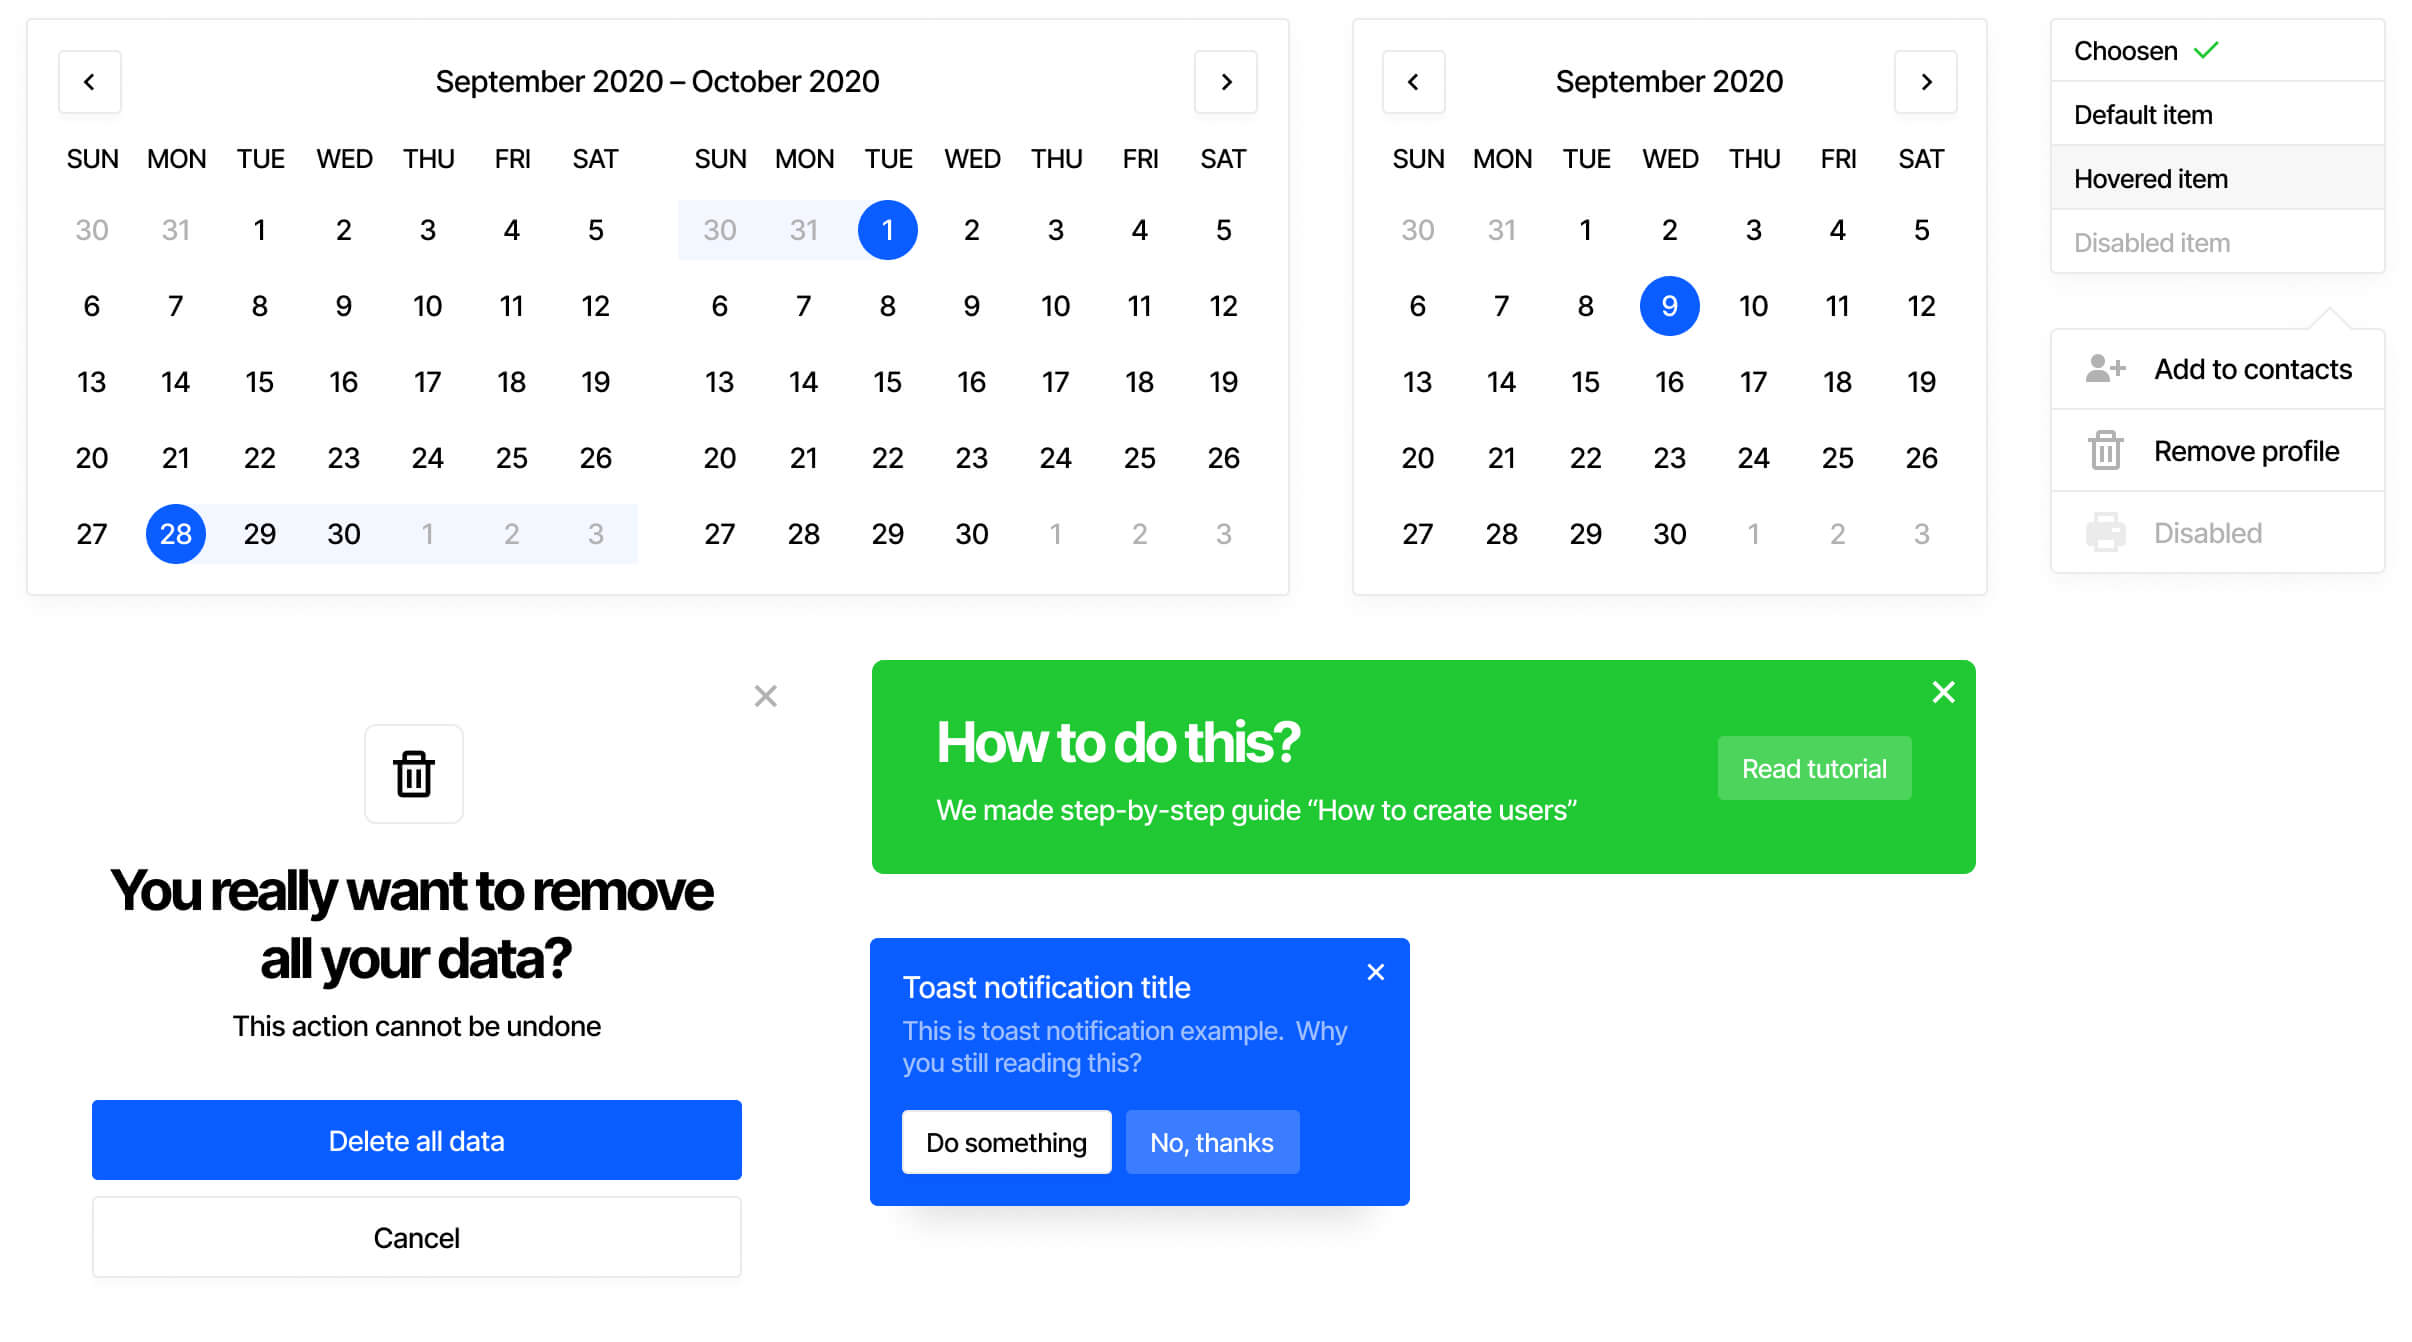 September 2020 – October 2020
SUN MON TUE WED THU FRI SAT
30 31 1 2 3 4 5
6 7 8 9 10 11 12
13 14 15 16 17 18 19
20 21 22 23 24 25 26
27 28 29 30 1 2 3
SUN MON TUE WED THU FRI SAT
30 31 1 2 3 4 5
6 7 8 9 10 11 12
13 14 15 16 17 18 19
20 21 22 23 24 25 26
27 28 29 30 1 2 3
September 2020
SUN MON TUE WED THU FRI SAT
30 31 1 2 3 4 5
6 7 8 9 10 11 12
13 14 15 16 17 18 19
20 21 22 23 24 25 26
27 28 29 30 1 2 3
Choosen
Default item
Hovered item
Disabled item
Add to contacts
Remove profile
Disabled
You really want to remove
all your data?
This action cannot be undone
Delete all data
Cancel
How to do this?
We made step-by-step guide “How to create users”
Read tutorial
Toast notification title
This is toast notification example.  Why
you still reading this?
Do something
No, thanks